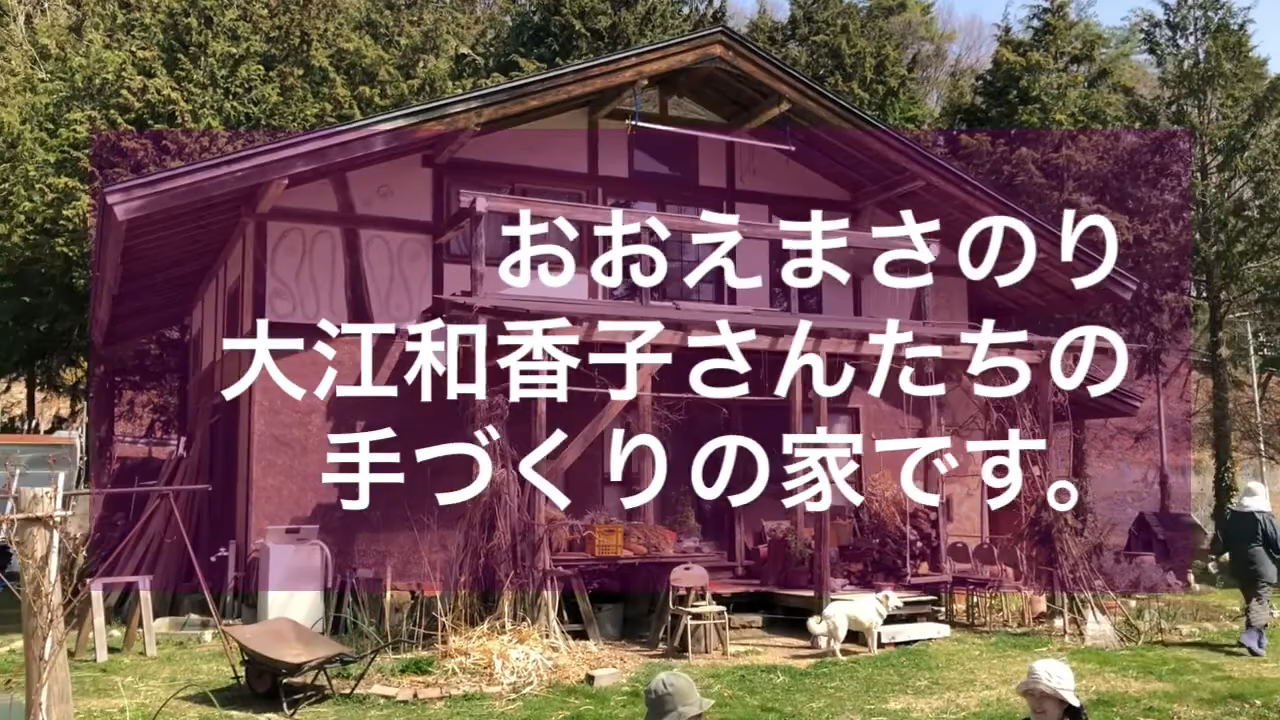 おおえまさのり
大江和香子さんたちの
手づくりの家です。